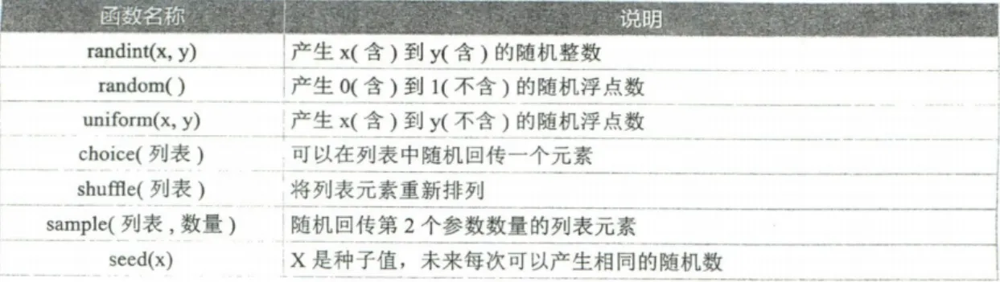 函数名称 说明
randint(x, y) 产生 x( 含 ) 到 y( 含 ) 的随机整数
random( ) 产生 0( 含 ) 到 1( 不含 ) 的随机浮点数
uniform(x, y) 产生 x( 含 ) 到 y( 不含 ) 的随机浮点数
choice( 列表 ) 可以在列表中随机回传一个元素
shuffle( 列表 ) 将列表元素重新排列
sample( 列表 , 数量 ) 随机回传第 2 个参数数量的列表元素
seed(x) X 是种子值，未来每次可以产生相同的随机数